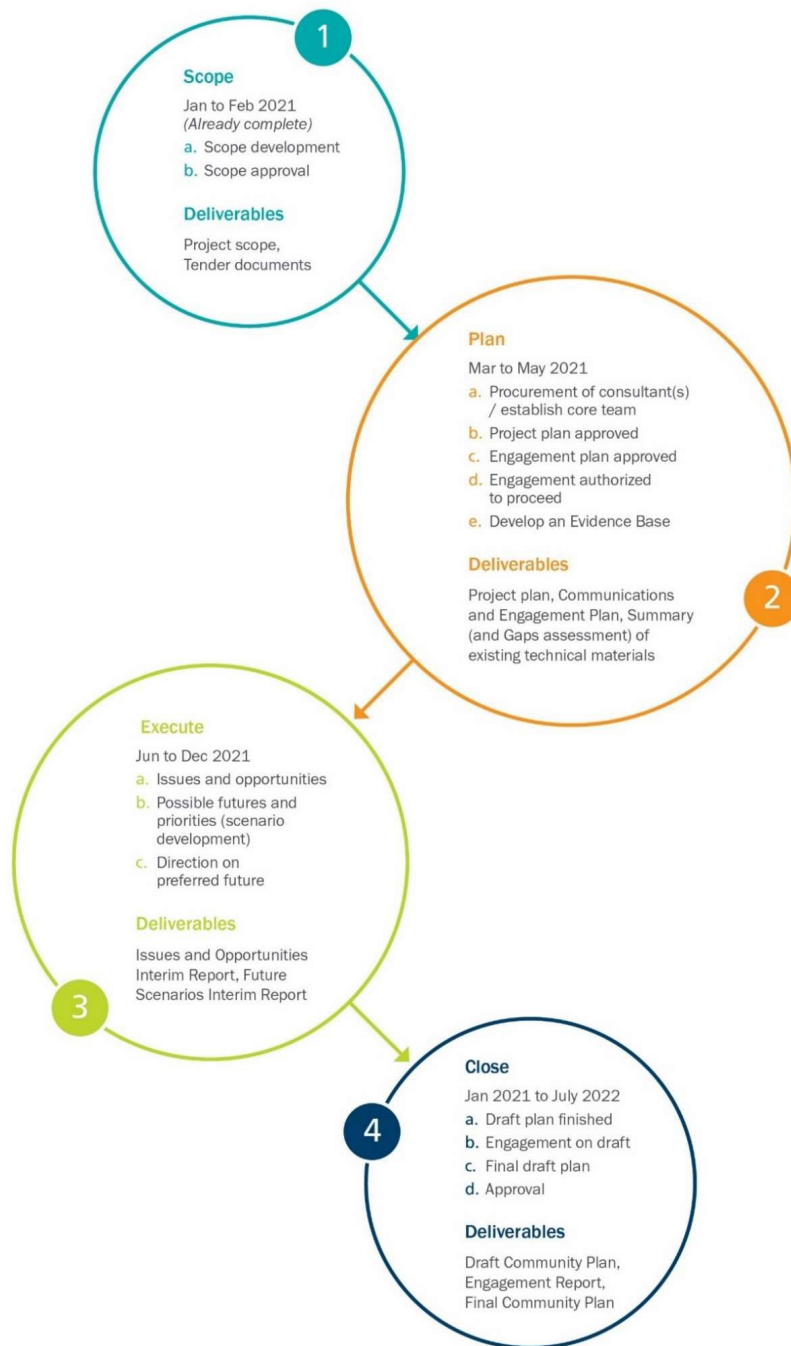 1
Scope
Jan to Feb 2021
(Already complete)
a. Scope development
b. Scope approval
Deliverables
Project scope,
Tender documents
Plan
Mar to May 2021
a. Procurement of consultant(s)
/ establish core team
b. Project plan approved
c. Engagement plan approved
d. Engagement authorized
to proceed
e. Develop an Evidence Base
Deliverables
Project plan, Communications
and Engagement Plan, Summary
(and Gaps assessment) of
existing technical materials
2
Execute
Jun to Dec 2021
a. Issues and opportunities
b. Possible futures and
priorities (scenario
development)
c. Direction on
preferred future
Deliverables
Issues and Opportunities
Interim Report, Future
Scenarios Interim Report
3
Close
Jan 2021 to July 2022
4
a. Draft plan finished
b. Engagement on draft
c. Final draft plan
d. Approval
Deliverables
Draft Community Plan,
Engagement Report,
Final Community Plan